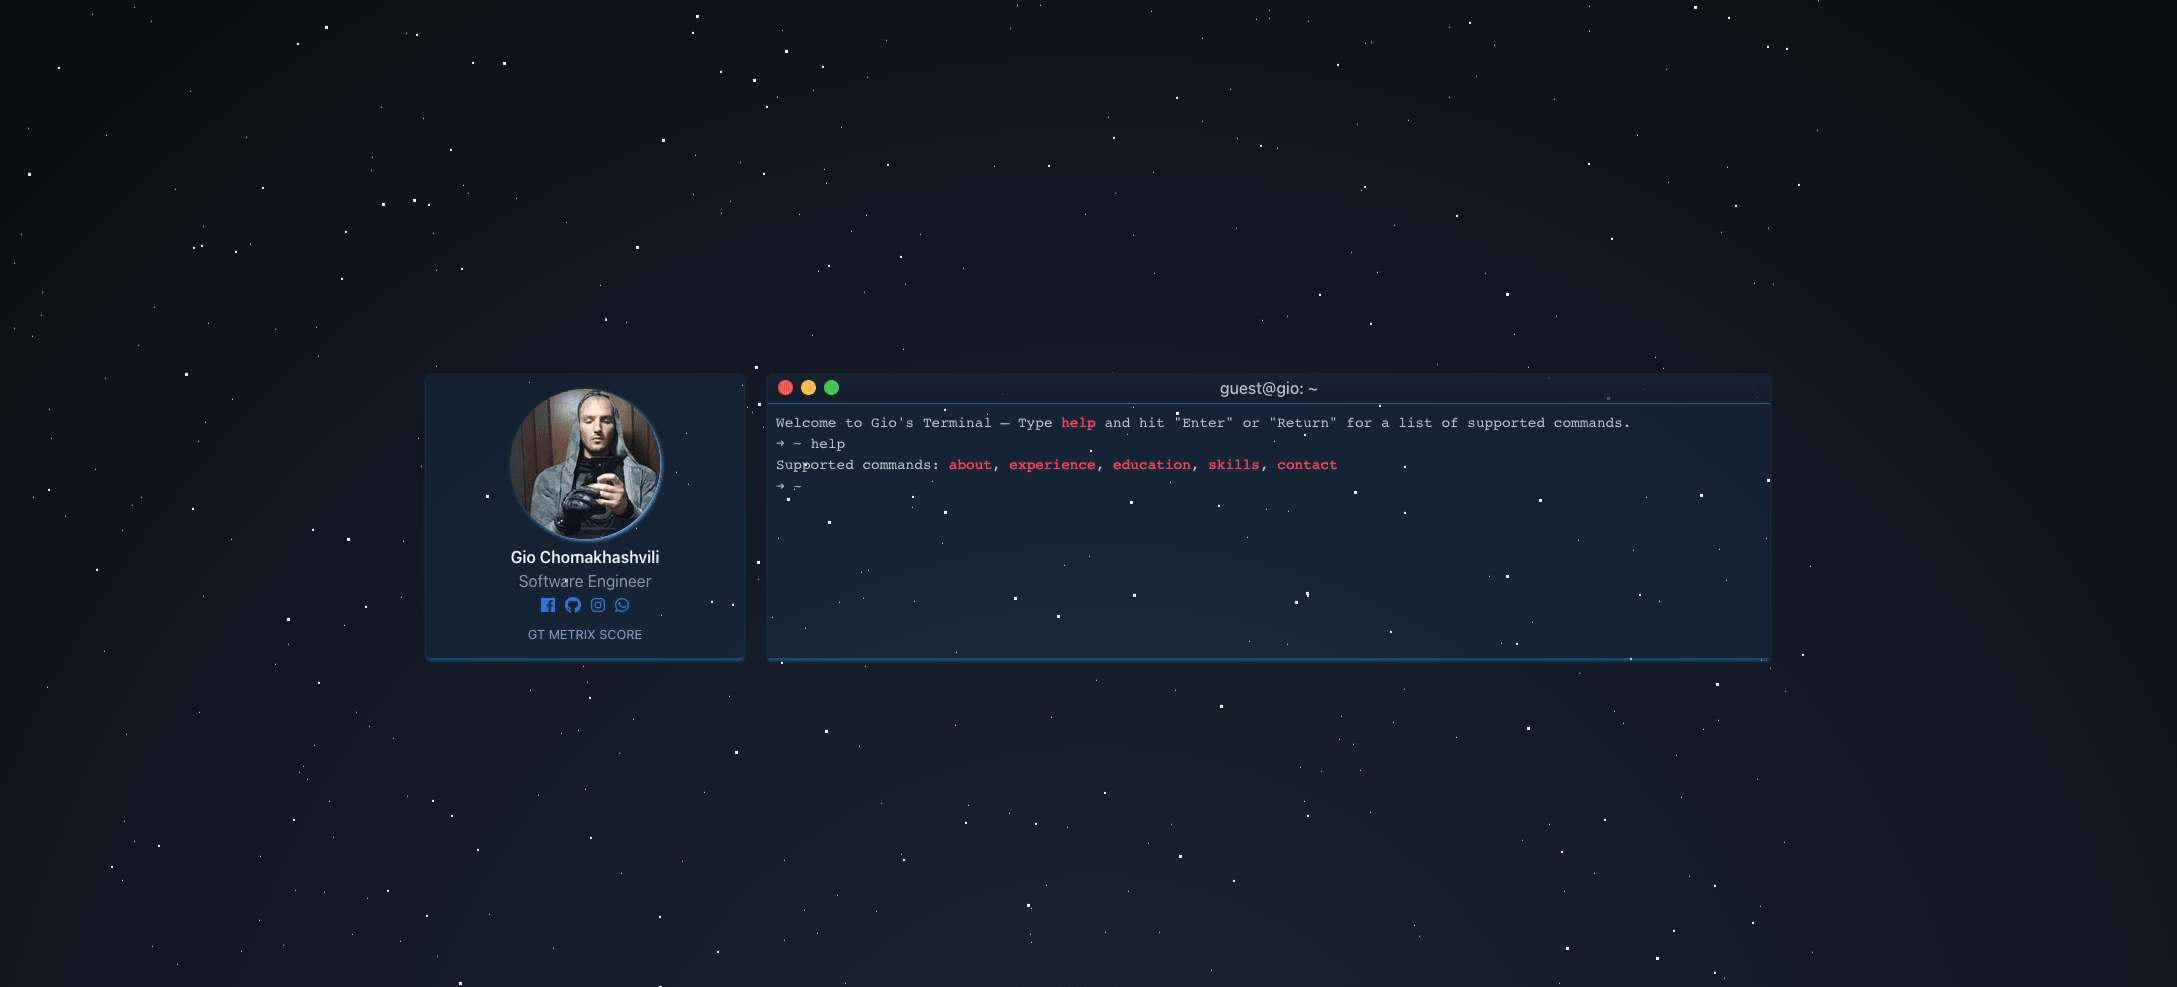 Gio Chomakhashvili
Software Engineer
GT METRIX SCORE
guest@gio: ~
Welcome to Gio's Terminal — Type help and hit "Enter" or "Return" for a list of supported commands.
➜ ~ help
Supported commands: about, experience, education, skills, contact
➜ ~